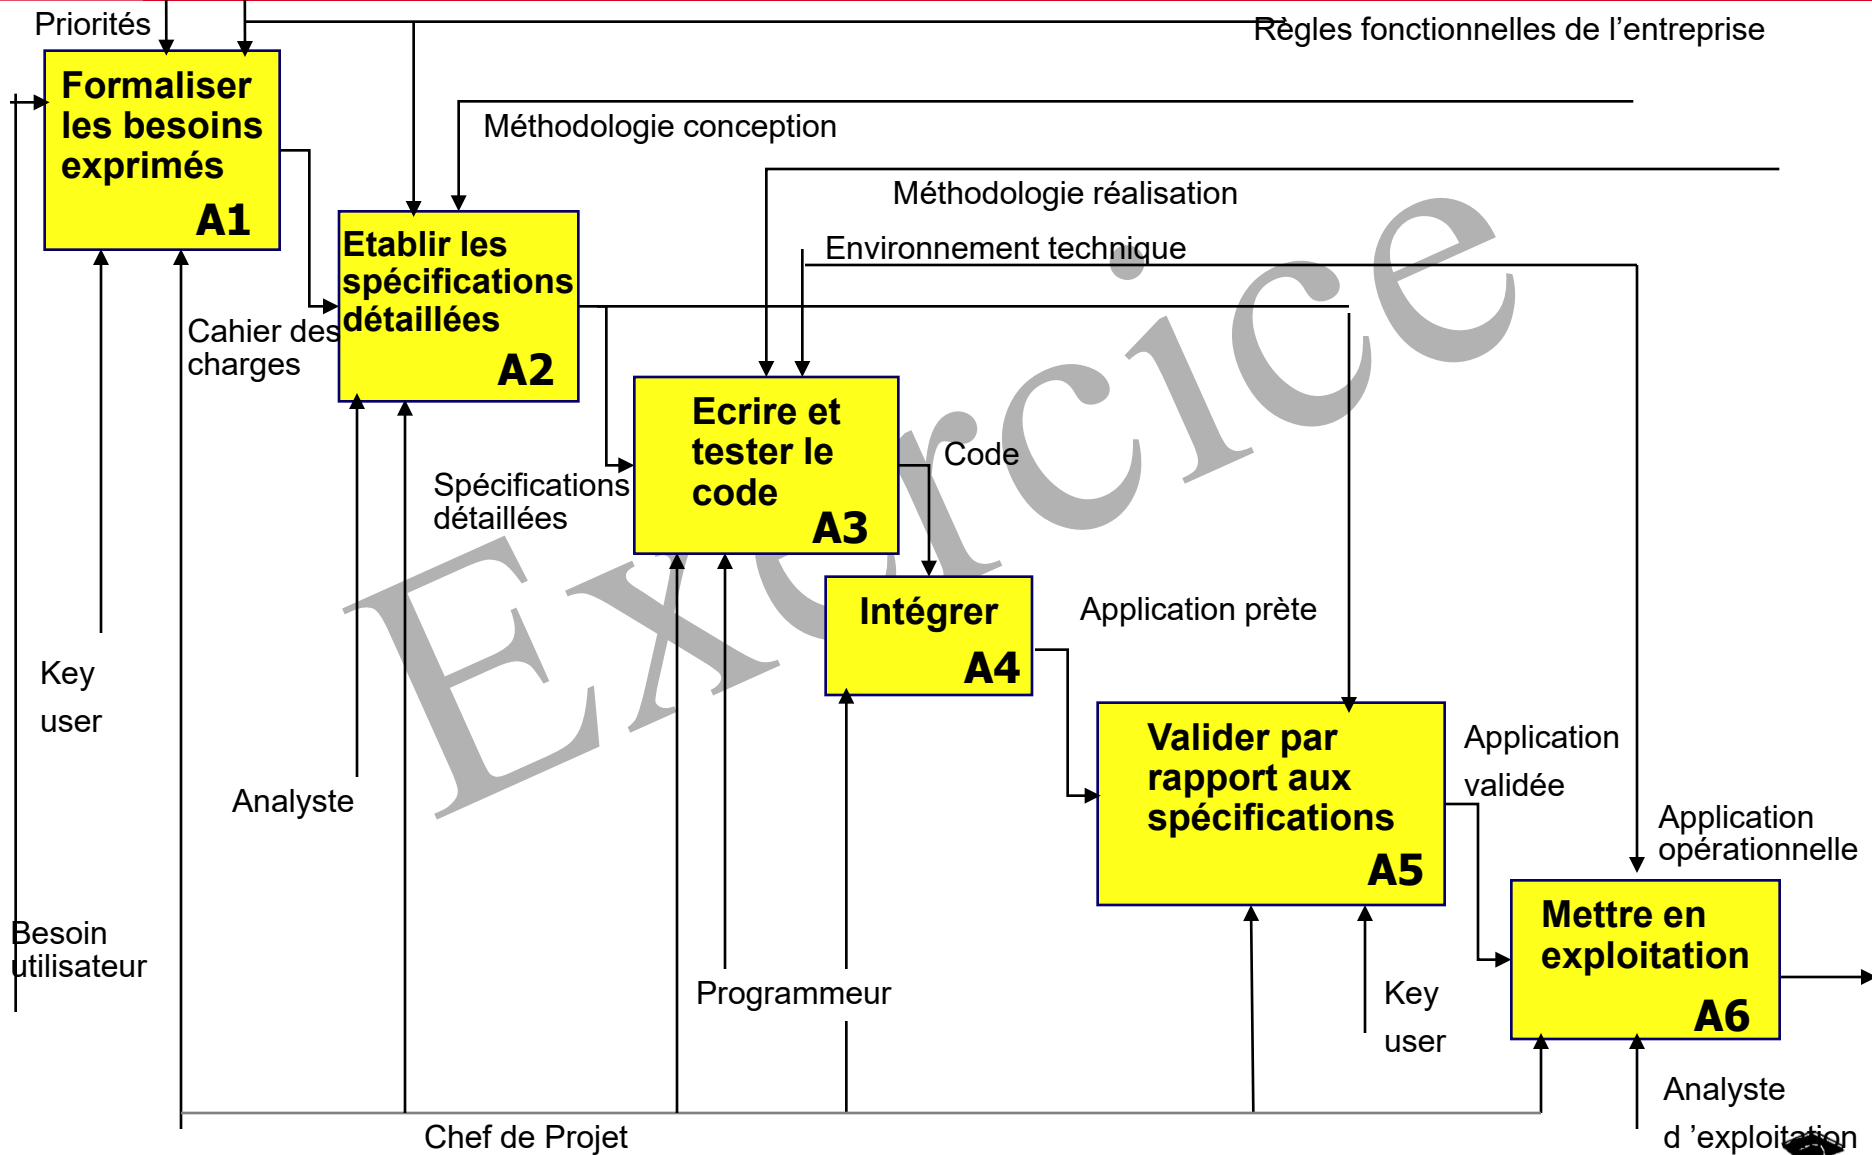 Priorités
Règles fonctionnelles de l’entreprise
Formaliser
les besoins
exprimés
A1
Méthodologie conception
Méthodologie réalisation
Environnement technique
Etablir les
spécifications
détaillées
A2
Cahier des
charges
Ecrire et
tester le
code
A3
Code
Spécifications
détaillées
Intégrer
A4
Application prète
Key
user
Analyste
Valider par
rapport aux
spécifications
A5
Application
validée
Application
opérationnelle
Mettre en
exploitation
A6
Besoin
utilisateur
Programmeur
Key
user
Analyste
d ’exploitation
Chef de Projet
Exercice